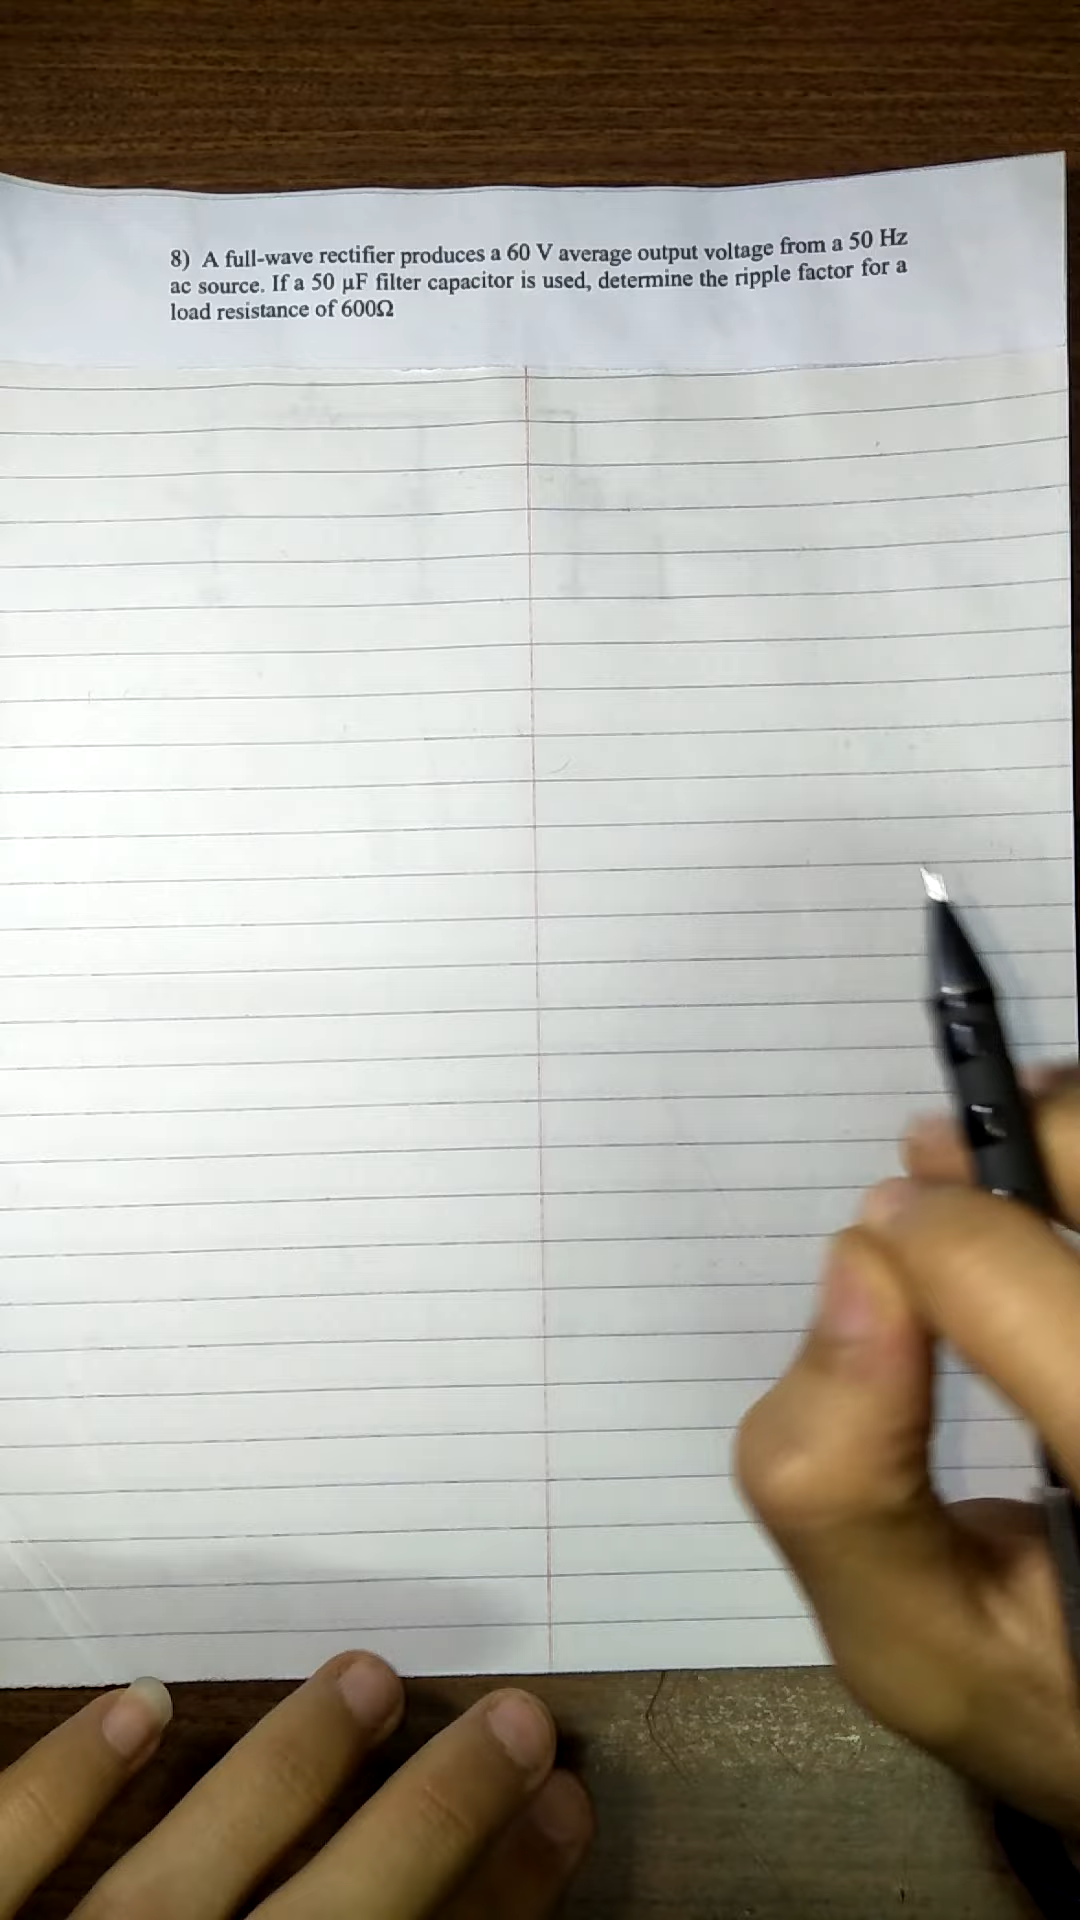 8) A full-wave rectifier produces a 60 V average output voltage from a 50 Hz
ac source. If a 50 μF filter capacitor is used, determine the ripple factor for a
load resistance of 600Ω